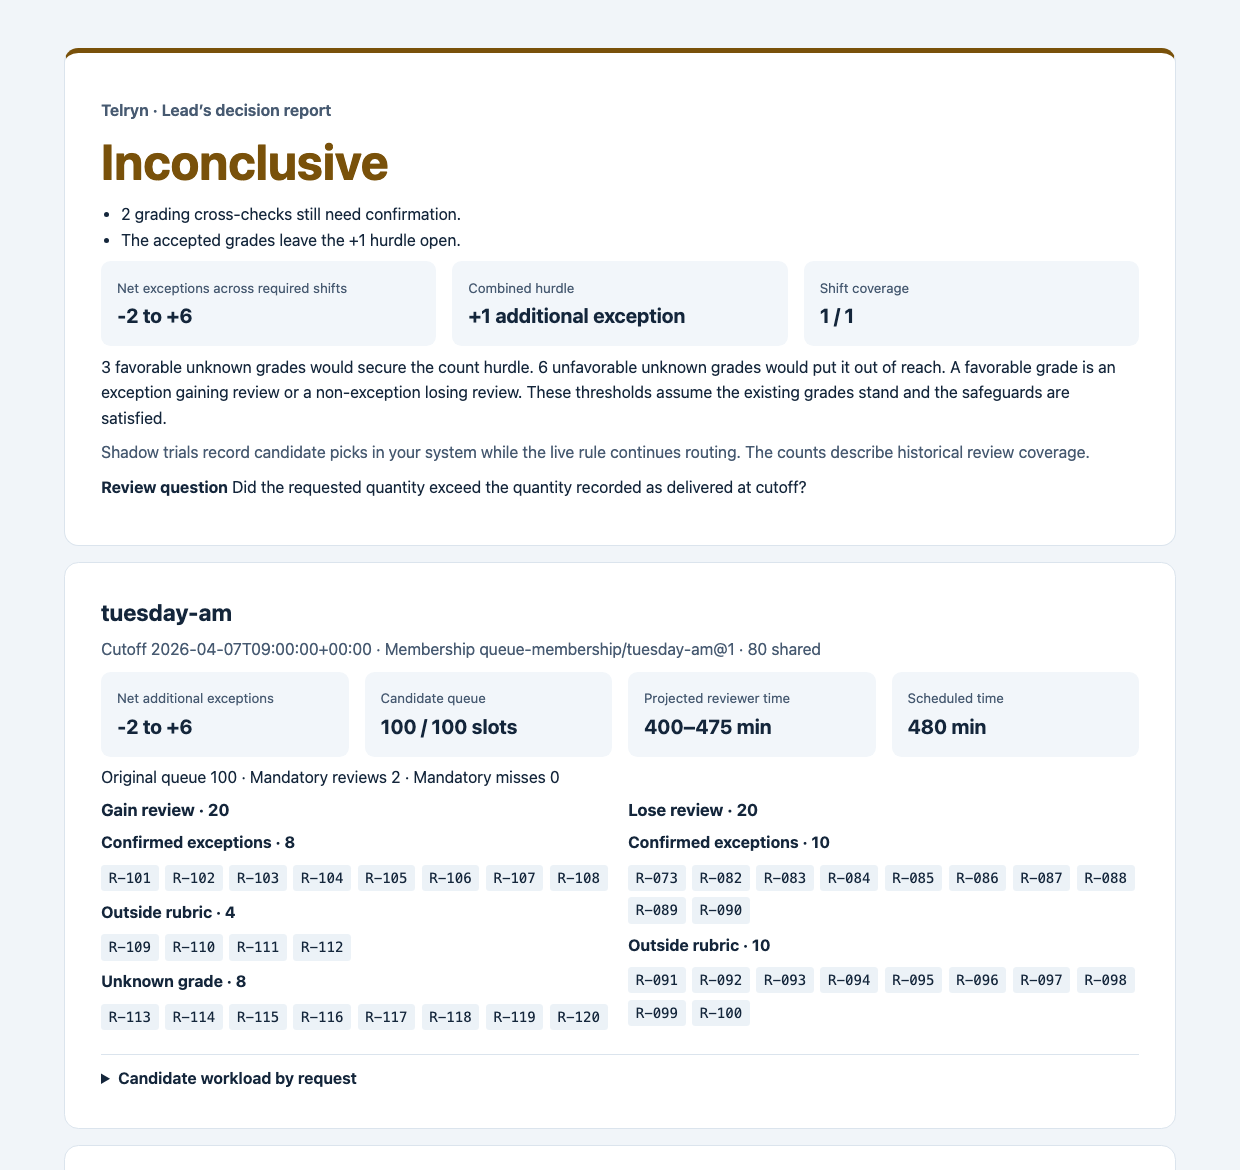 Telryn · Lead's decision report
Inconclusive
• 2 grading cross-checks still need confirmation.
• The accepted grades leave the +1 hurdle open.
Net exceptions across required shifts
-2 to +6
Combined hurdle
+1 additional exception
Shift coverage
1 / 1
3 favorable unknown grades would secure the count hurdle. 6 unfavorable unknown grades would put it out of reach. A favorable grade is an
exception gaining review or a non-exception losing review. These thresholds assume the existing grades stand and the safeguards are
satisfied.
Shadow trials record candidate picks in your system while the live rule continues routing. The counts describe historical review coverage.
Review question Did the requested quantity exceed the quantity recorded as delivered at cutoff?
tuesday-am
Cutoff 2026-04-07T09:00:00+00:00 · Membership queue-membership/tuesday-am@1 · 80 shared
Net additional exceptions
-2 to +6
Candidate queue
100 / 100 slots
Projected reviewer time
400–475 min
Scheduled time
480 min
Original queue 100 · Mandatory reviews 2 · Mandatory misses 0
Gain review · 20
Confirmed exceptions · 8
R-101 R-102 R-103 R-104 R-105 R-106 R-107 R-108
Outside rubric · 4
R-109 R-110 R-111 R-112
Unknown grade · 8
R-113 R-114 R-115 R-116 R-117 R-118 R-119 R-120
Lose review · 20
Confirmed exceptions · 10
R-073 R-082 R-083 R-084 R-085 R-086 R-087 R-088
R-089 R-090
Outside rubric · 10
R-091 R-092 R-093 R-094 R-095 R-096 R-097 R-098
R-099 R-100
▶ Candidate workload by request